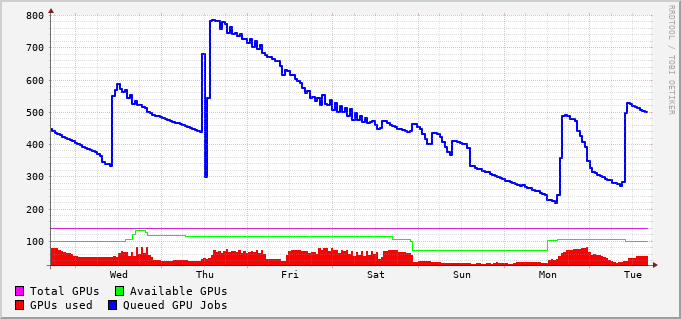 800
700
600
500
400
300
200
100
Wed Thu Fri Sat Sun Mon Tue
Total GPUs Available GPUs
GPUs used Queued GPU Jobs
RRDTOOL / TOBI OETIKER